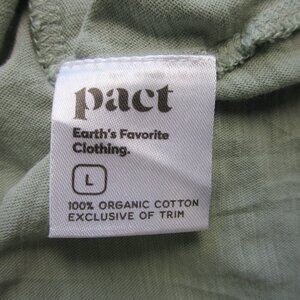 pact
Earth's Favorite
Clothing.
L
100% ORGANIC COTTON
EXCLUSIVE OF TRIM